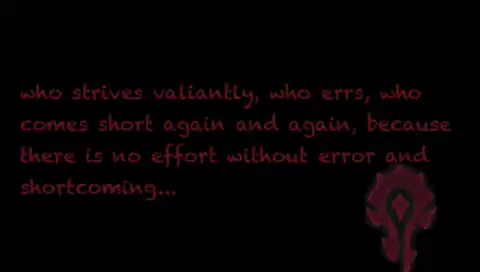 who strives valiantly, who errs, who
comes short again and again, because
there is no effort without error and
shortcoming...